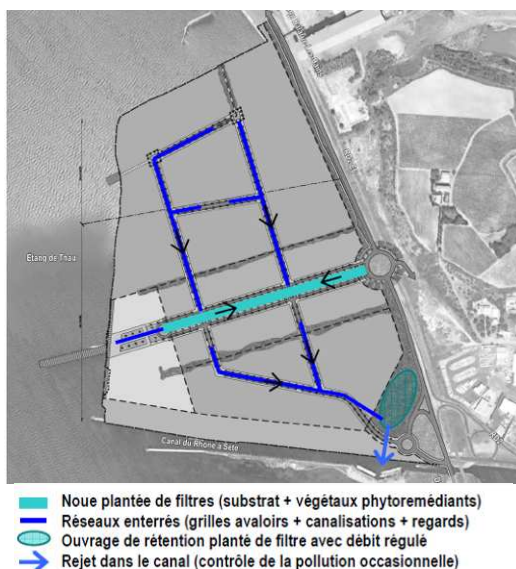 Étang de Thau
Canal du Rhône à Sète
Noue plantée de filtres (substrat + végétaux phytoremédiants)
Réseaux enterrés (grilles avaloirs + canalisations + regards)
Ouvrage de rétention planté de filtre avec débit régulé
Rejet dans le canal (contrôle de la pollution occasionnelle)